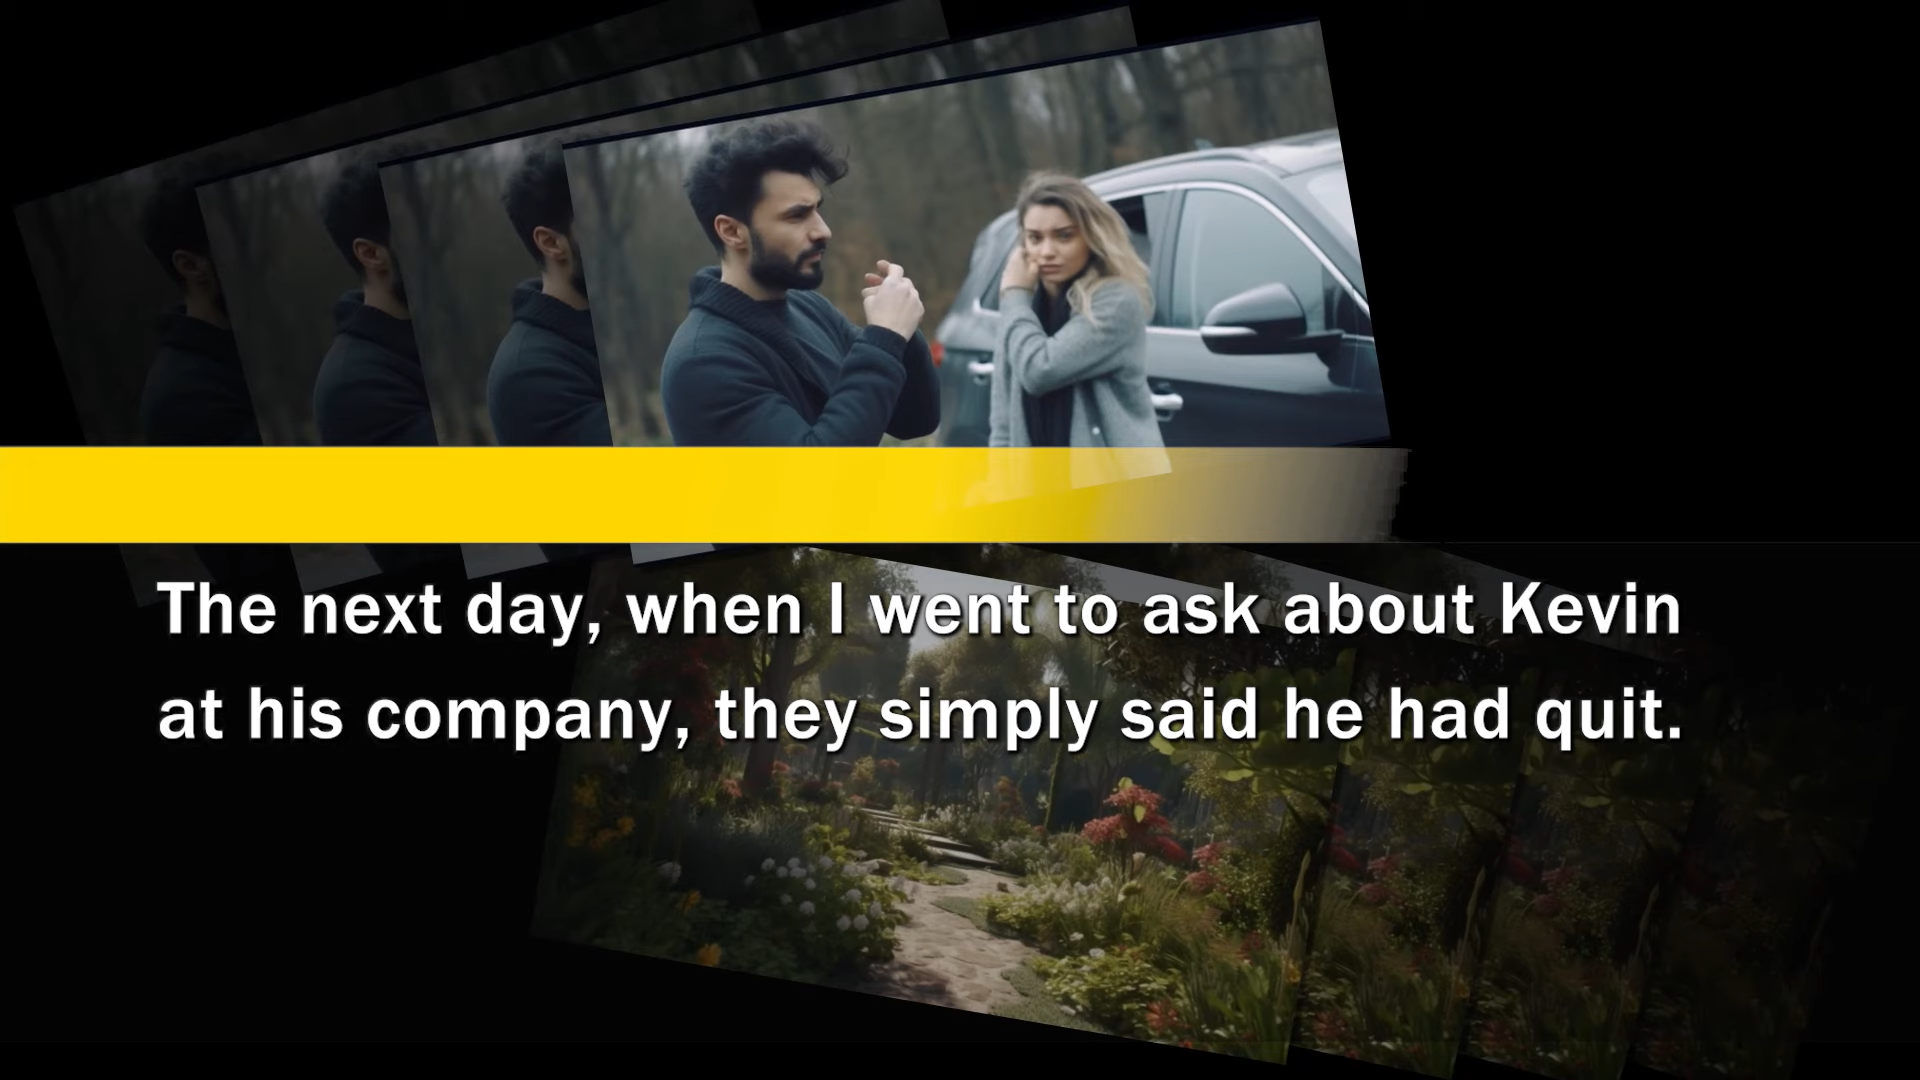 The next day, when I went to ask about Kevin
at his company, they simply said he had quit.